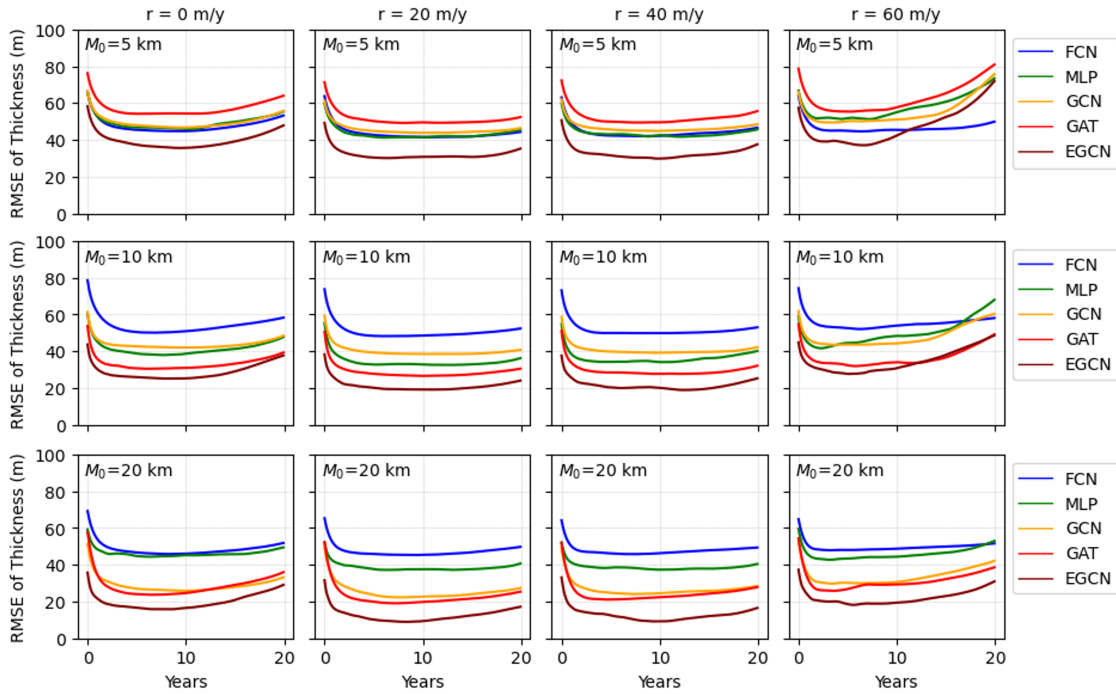 r = 0 m/y r = 20 m/y r = 40 m/y r = 60 m/y
RMSE of Thickness (m)
100
80
60
40
20
0
M₀=5 km
M₀=5 km
M₀=5 km
M₀=5 km
FCN
MLP
GCN
GAT
EGCN
RMSE of Thickness (m)
100
80
60
40
20
0
M₀=10 km
M₀=10 km
M₀=10 km
M₀=10 km
FCN
MLP
GCN
GAT
EGCN
RMSE of Thickness (m)
100
80
60
40
20
0
M₀=20 km
M₀=20 km
M₀=20 km
M₀=20 km
FCN
MLP
GCN
GAT
EGCN
0 10 20 0 10 20 0 10 20 0 10 20
Years Years Years Years